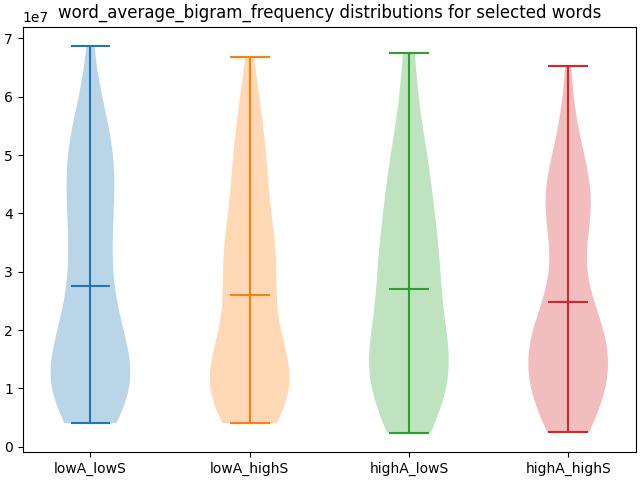 word_average_bigram_frequency distributions for selected words
1e7
7
6
5
4
3
2
1
0
lowA_lowS lowA_highS highA_lowS highA_highS